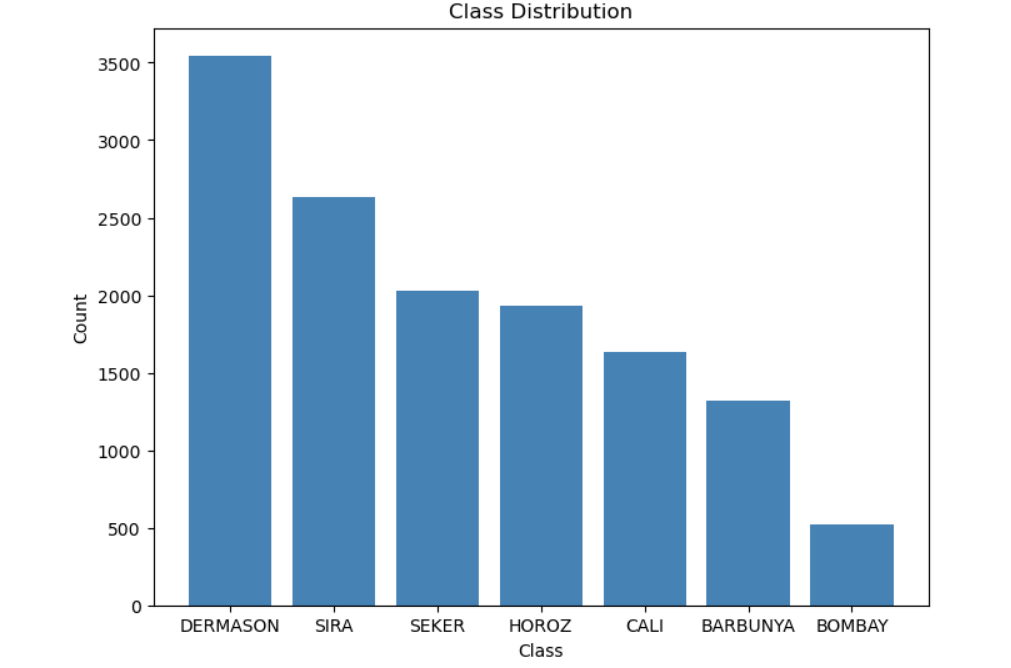 Class Distribution
3500
3000
2500
2000
1500
1000
500
0
Count
DERMASON SIRA SEKER HOROZ CALI BARBUNYA BOMBAY
Class